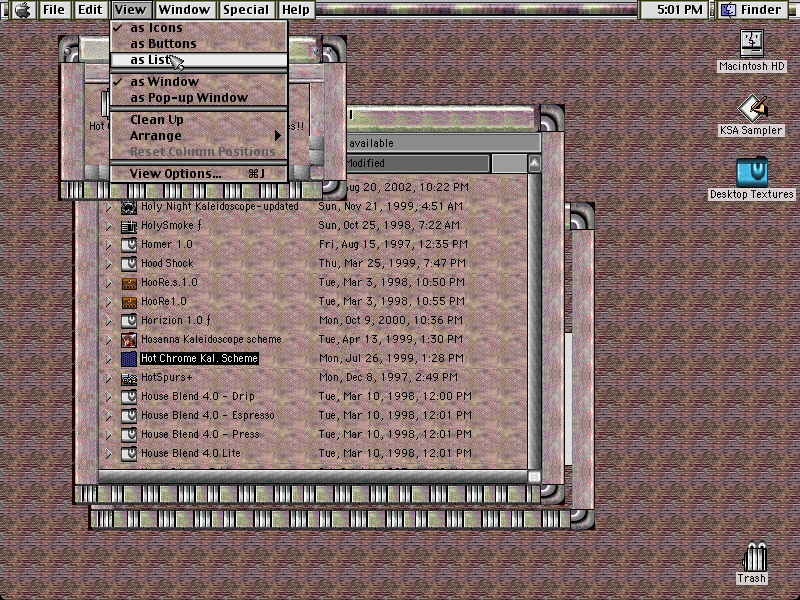 File Edit View Window Special Help 5:01 PM Finder
✓ as Icons
as Buttons
as List
✓ as Window
as Pop-up Window
Clean Up
Arrange
Reset Column Positions
View Options... ⌘J
Macintosh HD
KSA Sampler
Desktop Textures
Trash
Hot
es!!
available
Modified
ug 20, 2002, 10:22 PM
Holy Night Kaleidoscope-updated Sun, Nov 21, 1999, 4:51 AM
HolySmoke ƒ Sun, Oct 25, 1998, 7:22 AM
Homer 1.0 Fri, Aug 15, 1997, 12:35 PM
Hood Shock Thu, Mar 25, 1999, 7:47 PM
HooRe.s.1.0 Tue, Mar 3, 1998, 10:50 PM
HooRe1.0 Tue, Mar 3, 1998, 10:55 PM
Horizion 1.0 ƒ Mon, Oct 9, 2000, 10:36 PM
Hosanna Kaleidoscope scheme Tue, Apr 13, 1999, 1:30 PM
Hot Chrome Kal. Scheme Mon, Jul 26, 1999, 1:28 PM
HotSpurs+ Mon, Dec 8, 1997, 2:49 PM
House Blend 4.0 - Drip Tue, Mar 10, 1998, 12:00 PM
House Blend 4.0 - Espresso Tue, Mar 10, 1998, 12:01 PM
House Blend 4.0 - Press Tue, Mar 10, 1998, 12:01 PM
House Blend 4.0 Lite Tue, Mar 10, 1998, 12:01 PM